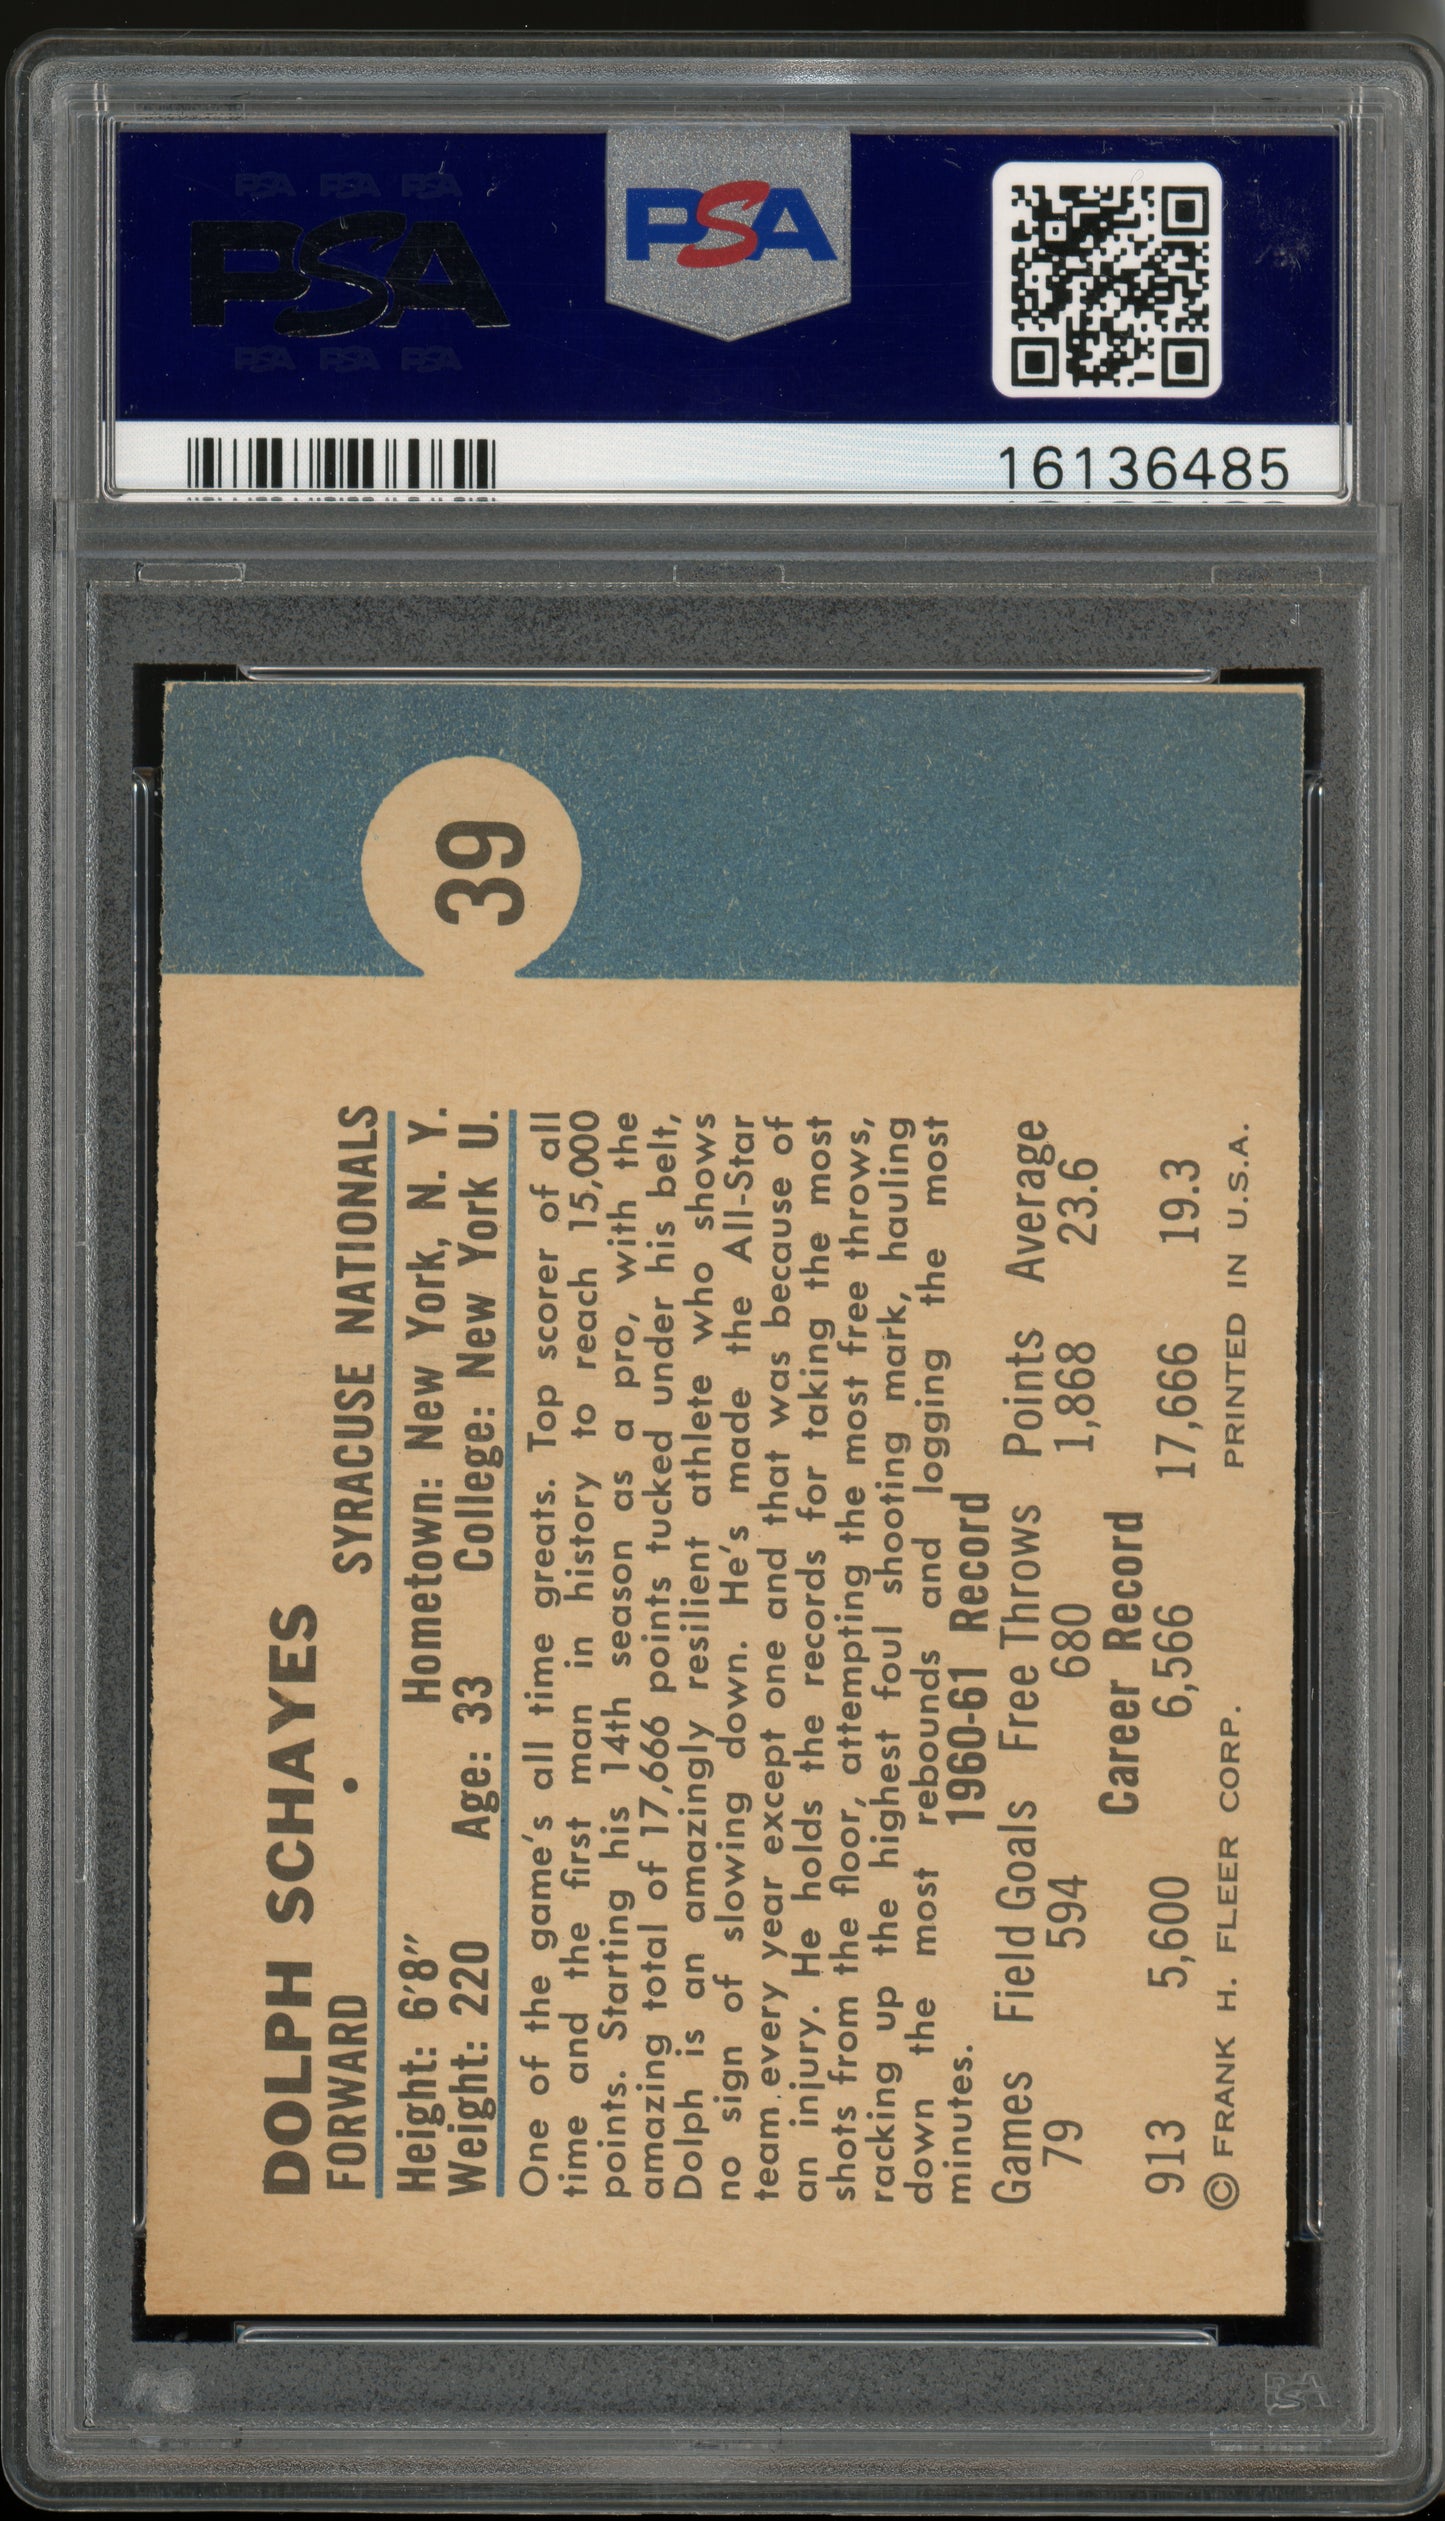 PSA PSA PSA
PSA
PSA PSA PSA
PSA
16136485
39
DOLPH SCHAYES
FORWARD • SYRACUSE NATIONALS
Height: 6'8" Hometown: New York, N. Y.
Weight: 220 Age: 33 College: New York U.
One of the game's all time greats. Top scorer of all
time and the first man in history to reach 15,000
points. Starting his 14th season as a pro, with the
amazing total of 17,666 points tucked under his belt,
Dolph is an amazingly resilient athlete who shows
no sign of slowing down. He's made the All-Star
team every year except one and that was because of
an injury. He holds the records for taking the most
shots from the floor, attempting the most free throws,
racking up the highest foul shooting mark, hauling
down the most rebounds and logging the most
minutes.
1960-61 Record
Games Field Goals Free Throws Points Average
79 594 680 1,868 23.6
Career Record
913 5,600 6,566 17,666 19.3
© FRANK H. FLEER CORP. PRINTED IN U.S.A.
PSA